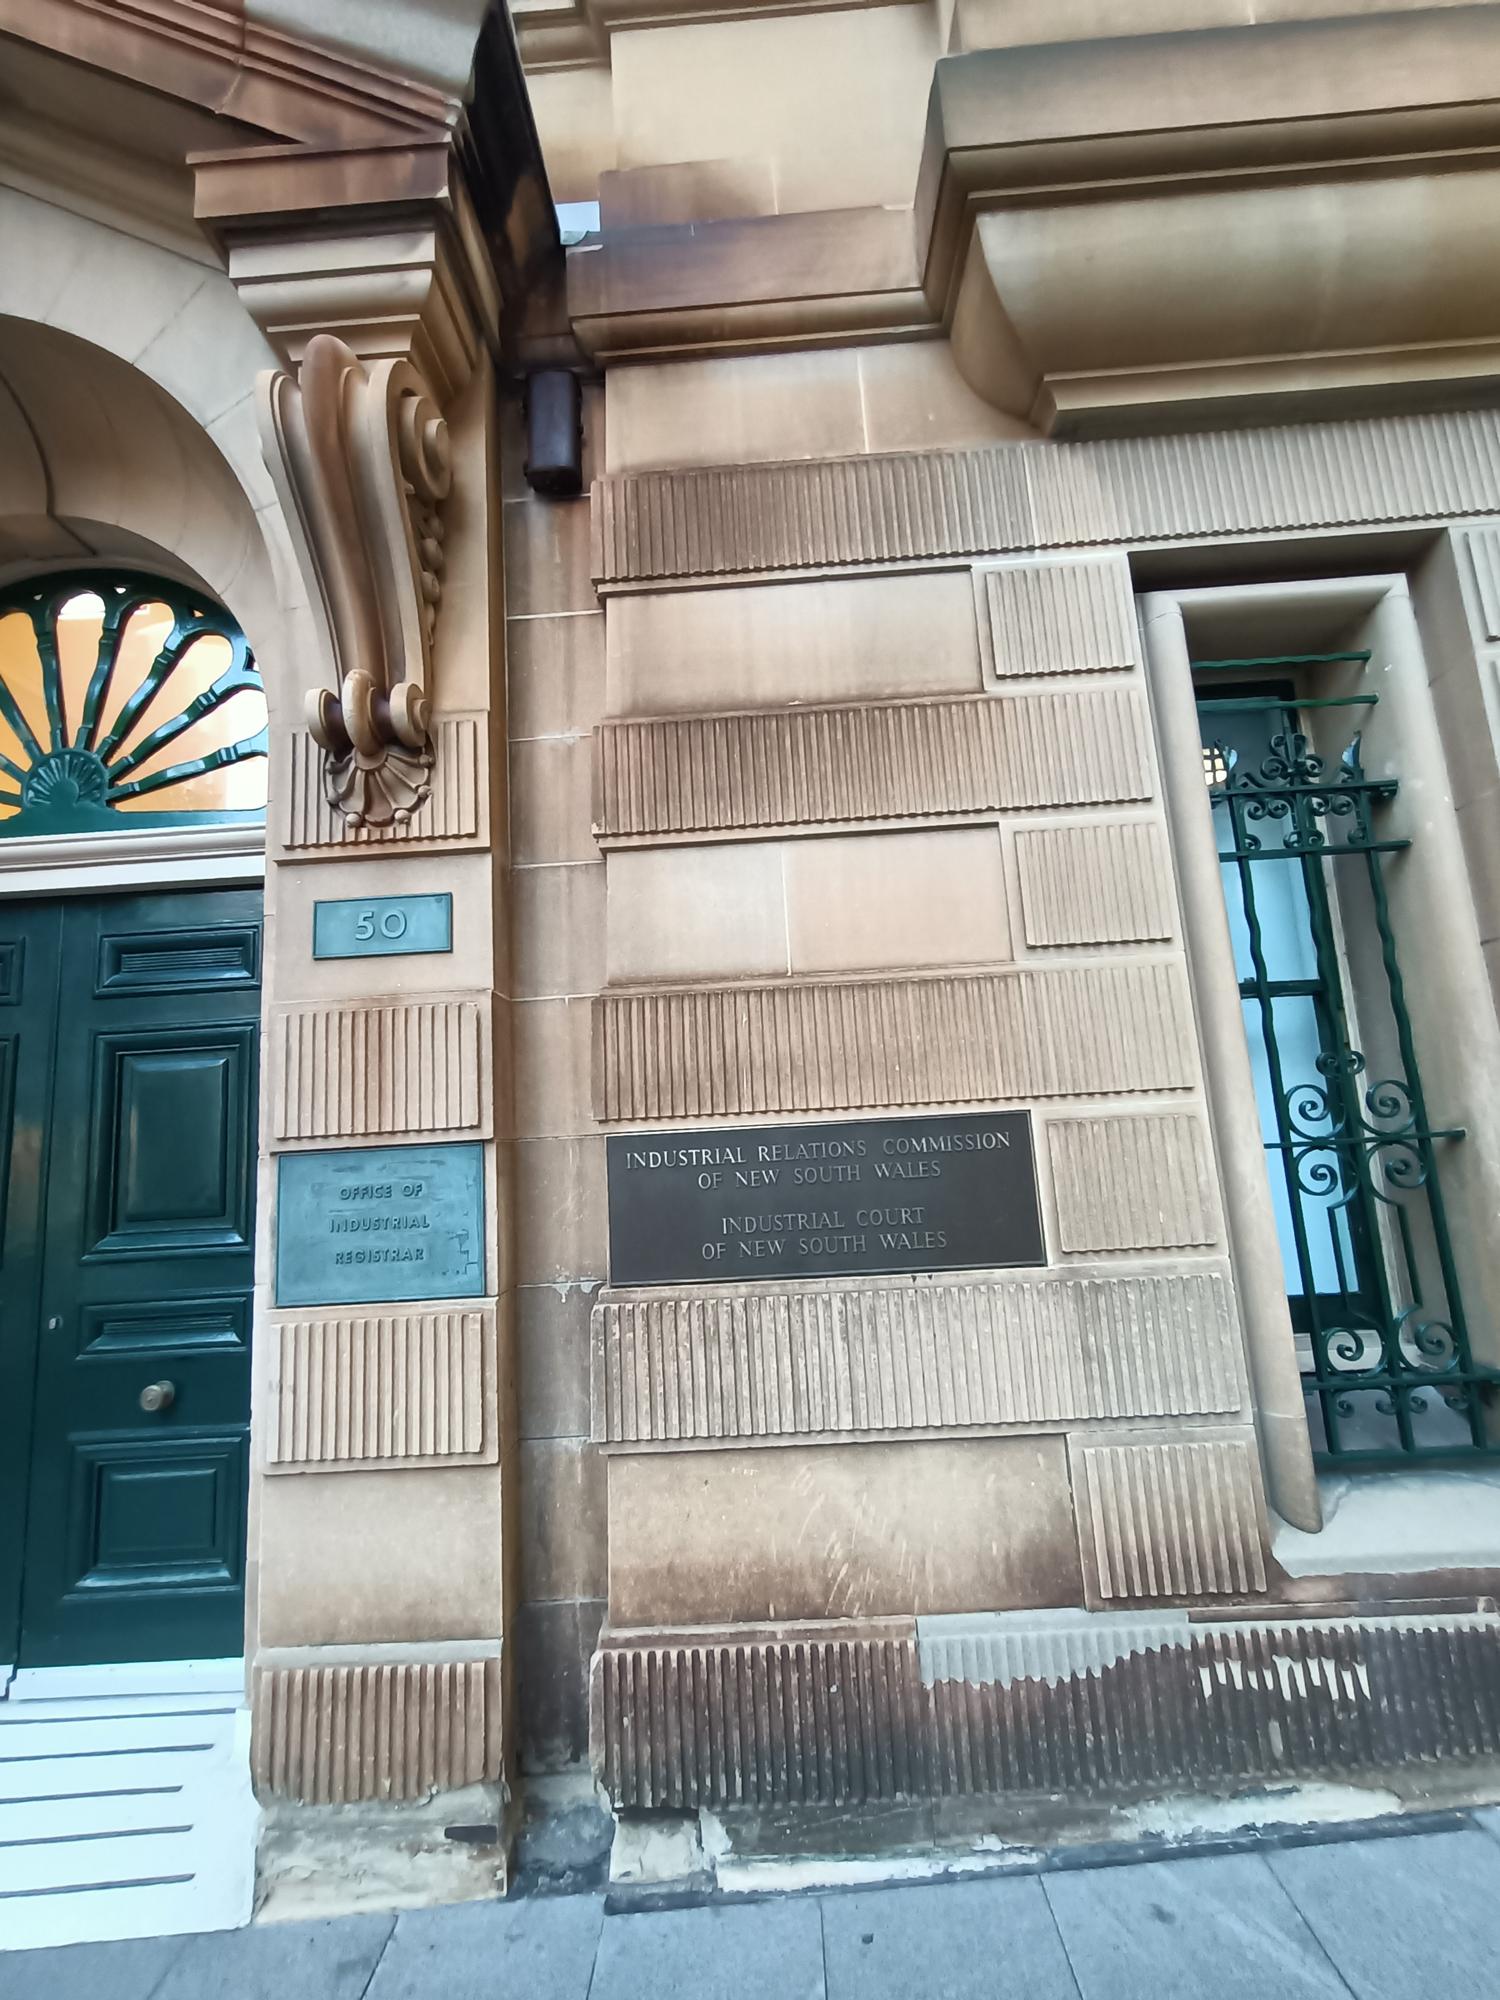 50
OFFICE OF
INDUSTRIAL
REGISTRAR
INDUSTRIAL RELATIONS COMMISSION
OF NEW SOUTH WALES
INDUSTRIAL COURT
OF NEW SOUTH WALES